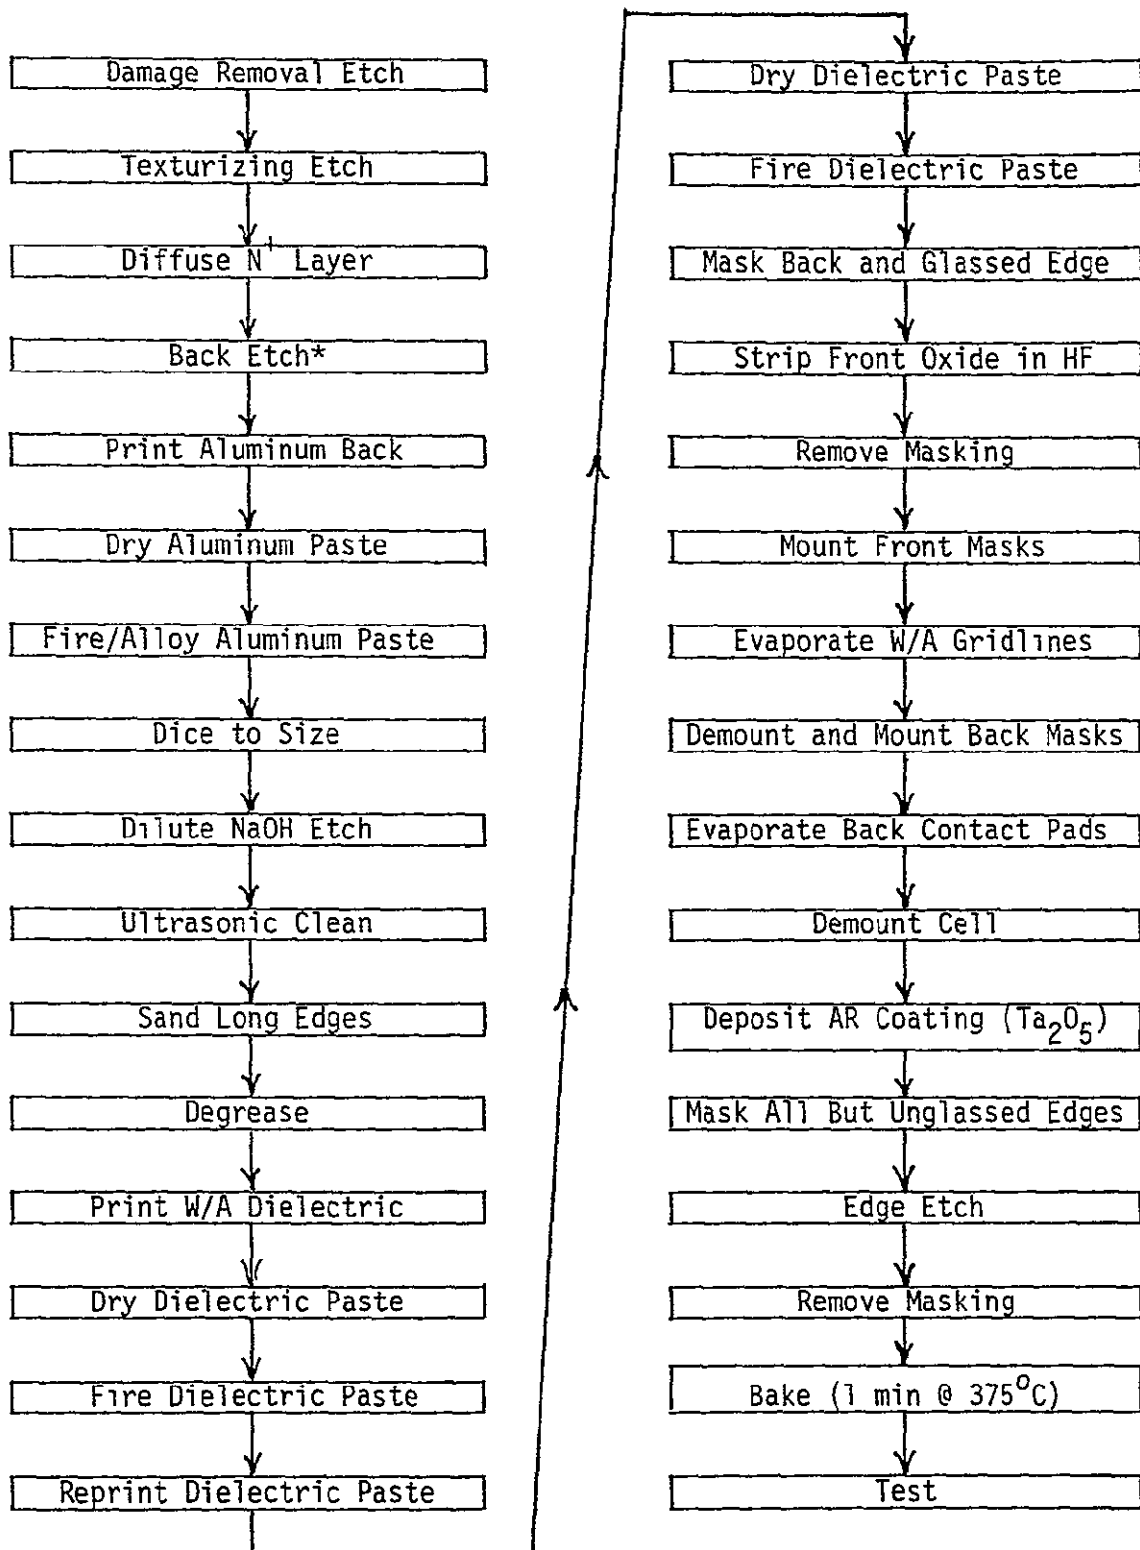 Damage Removal Etch
Texturizing Etch
Diffuse N+ Layer
Back Etch*
Print Aluminum Back
Dry Aluminum Paste
Fire/Alloy Aluminum Paste
Dice to Size
Dilute NaOH Etch
Ultrasonic Clean
Sand Long Edges
Degrease
Print W/A Dielectric
Dry Dielectric Paste
Fire Dielectric Paste
Reprint Dielectric Paste
Dry Dielectric Paste
Fire Dielectric Paste
Mask Back and Glassed Edge
Strip Front Oxide in HF
Remove Masking
Mount Front Masks
Evaporate W/A Gridlines
Demount and Mount Back Masks
Evaporate Back Contact Pads
Demount Cell
Deposit AR Coating (Ta2O5)
Mask All But Unglassed Edges
Edge Etch
Remove Masking
Bake (1 min @ 375°C)
Test